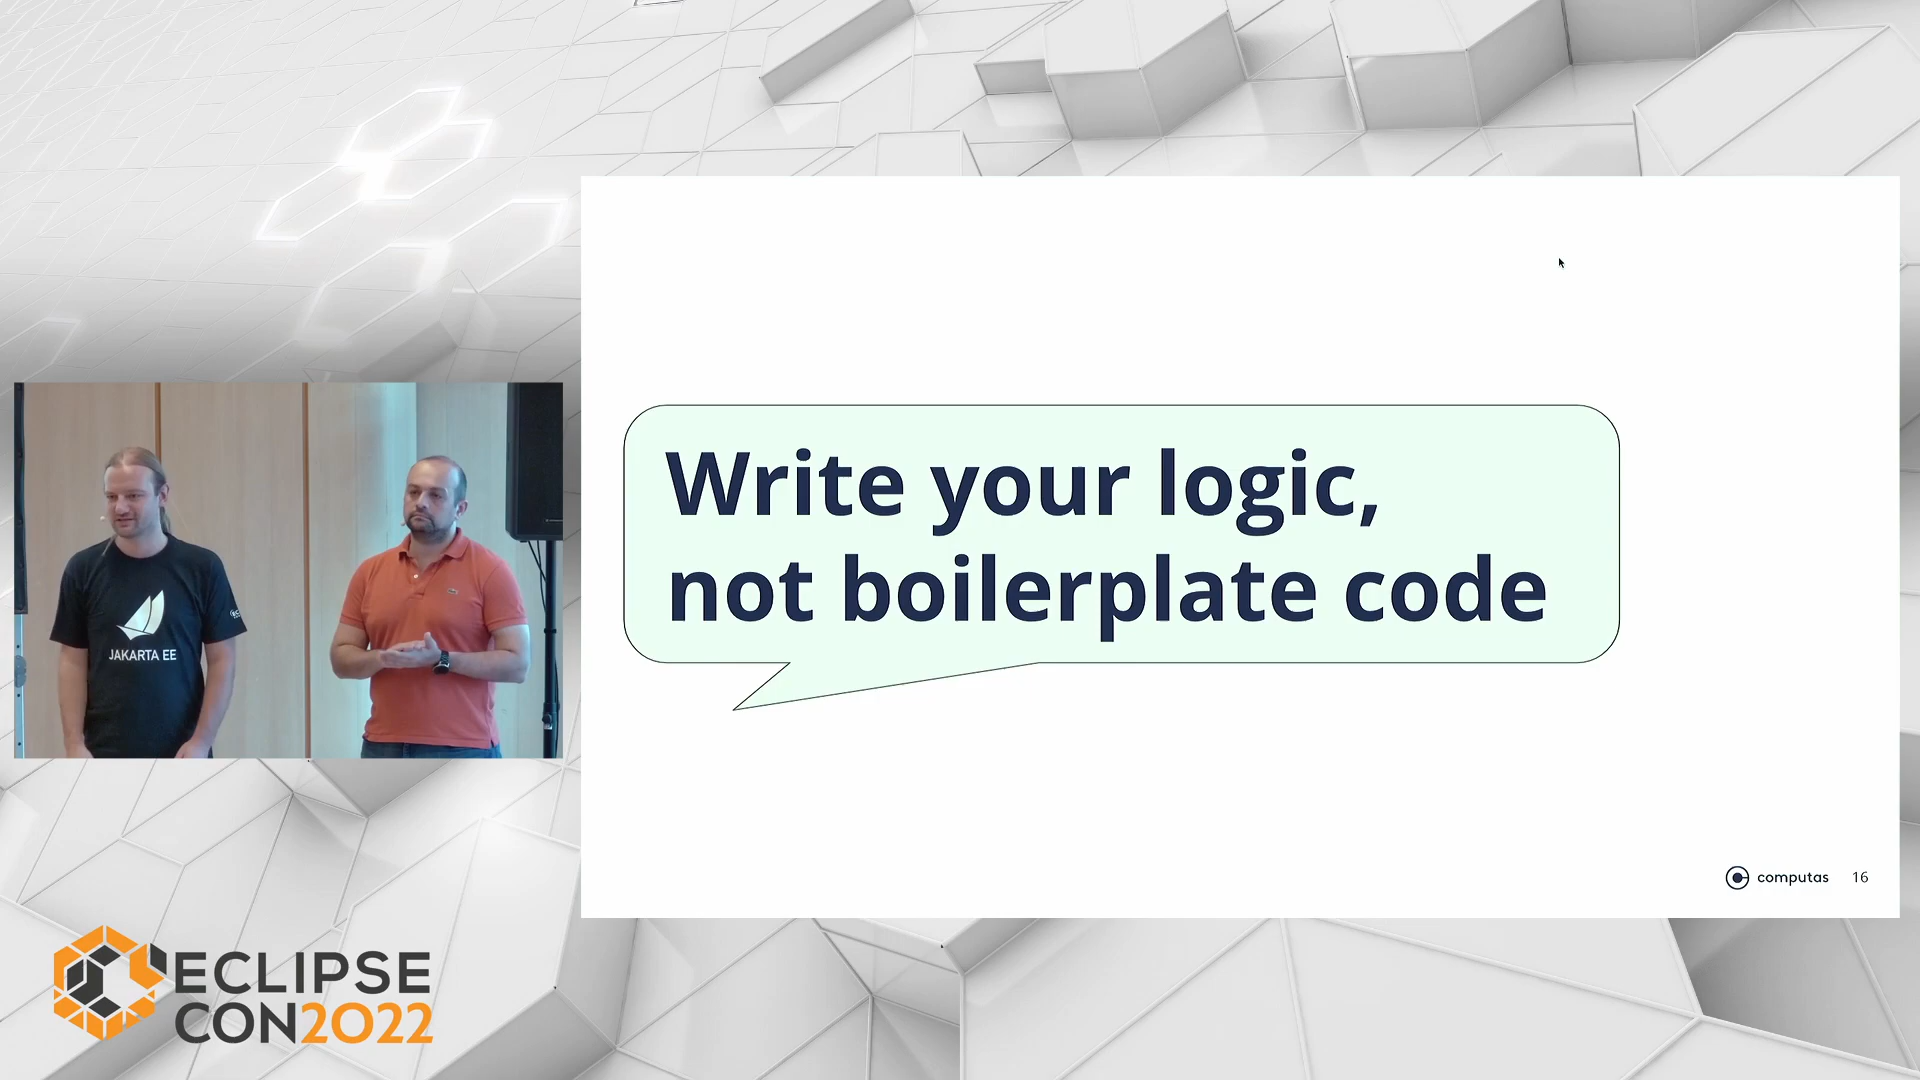 Write your logic,
not boilerplate code
JAKARTA EE
computas 16
ECLIPSE
CON2022